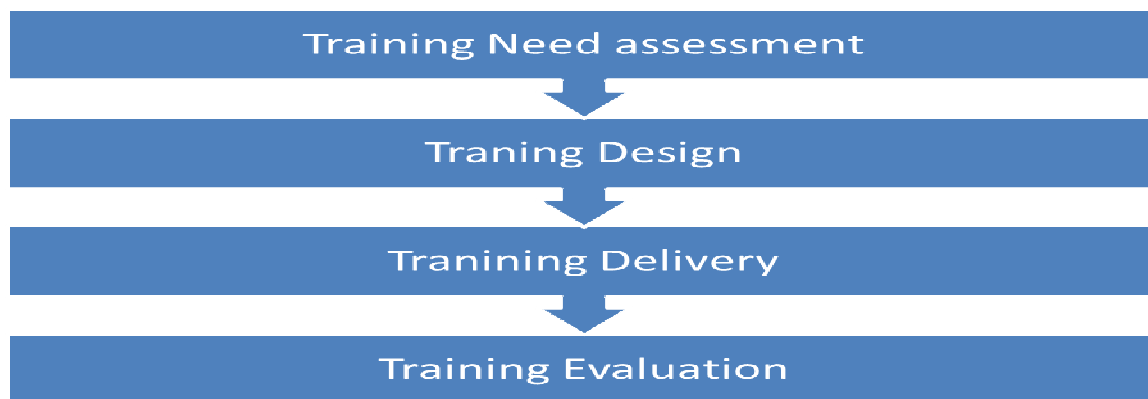 Training Need assessment
Traning Design
Tranining Delivery
Training Evaluation